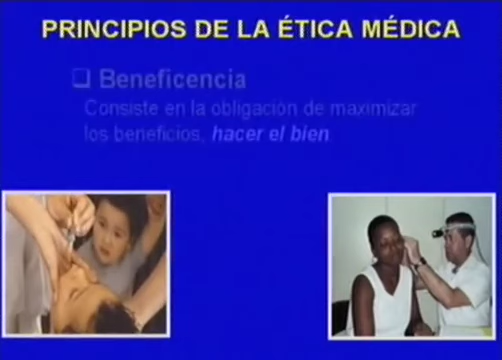 PRINCIPIOS DE LA ÉTICA MÉDICA
❑ Beneficencia
Consiste en la obligación de maximizar
los beneficios, hacer el bien